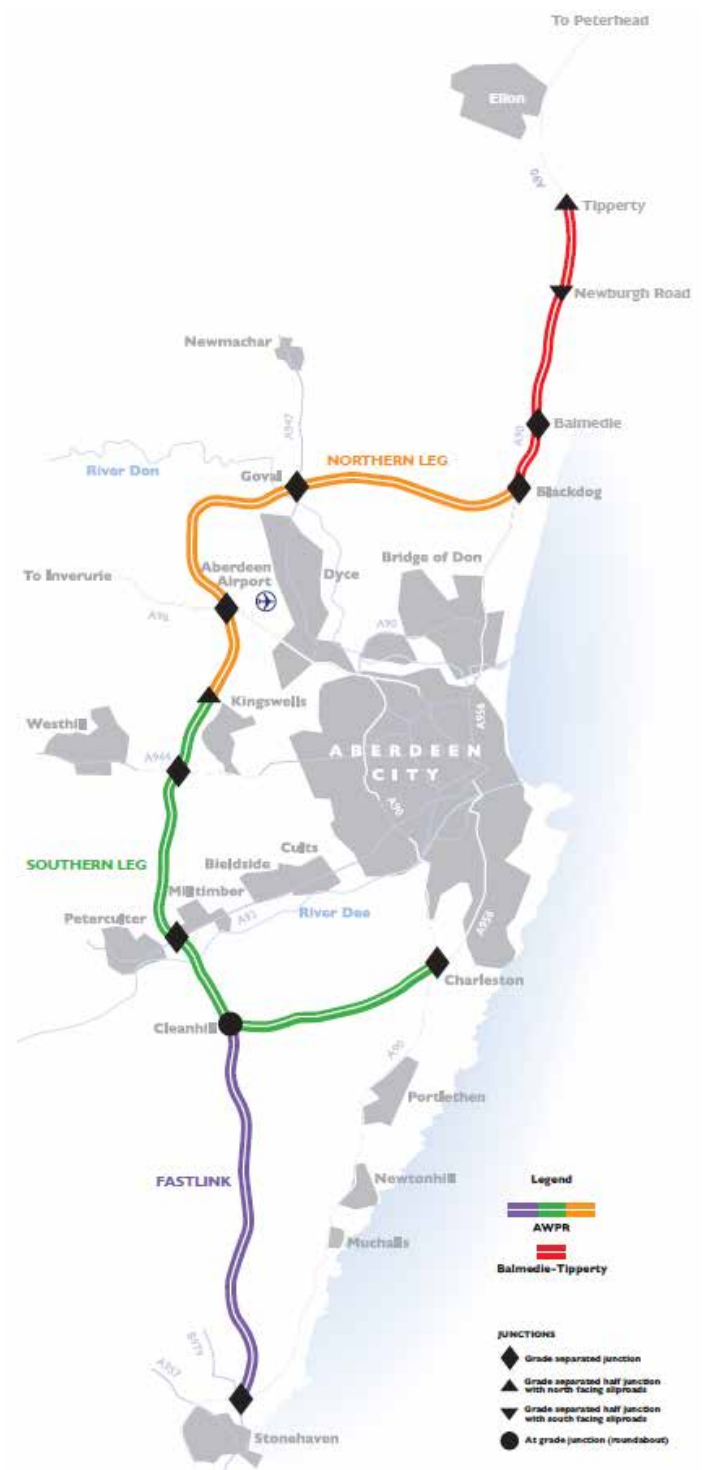 To Peterhead
Ellon
A90
Tipperty
Newburgh Road
Newmachar
A947
A90
Balmedie
River Don
NORTHERN LEG
Goval
Blackdog
To Inverurie
Aberdeen
Airport
Dyce
Bridge of Don
A96
A90
Kingswells
Westhill
A944
A956
ABERDEEN
CITY
A90
SOUTHERN LEG
Cults
Bieldside
Milltimber
Peterculter
A93
River Dee
A956
Charleston
Cleanhill
A90
Portlethen
FASTLINK
Newtonhill
Muchalls
Legend
AWPR
Balmedie-Tipperty
B979
A957
Stonehaven
JUNCTIONS
Grade separated junction
Grade separated half junction
with north facing sliproads
Grade separated half junction
with south facing sliproads
At grade junction (roundabout)